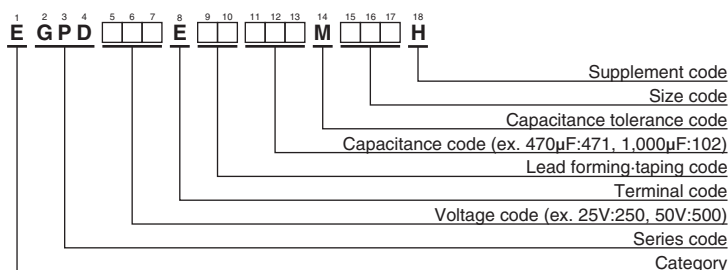 1 2 3 4 5 6 7 8 9 10 11 12 13 14 15 16 17 18
E GPD □□□ E □□ □□□ M □□□ H
Supplement code
Size code
Capacitance tolerance code
Capacitance code (ex. 470µF:471, 1,000µF:102)
Lead forming·taping code
Terminal code
Voltage code (ex. 25V:250, 50V:500)
Series code
Category